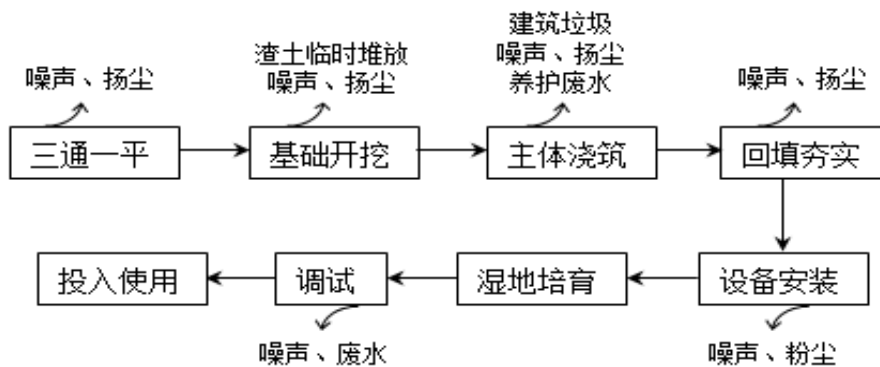 噪声、扬尘
渣土临时堆放
噪声、扬尘
建筑垃圾
噪声、扬尘
养护废水
噪声、扬尘
三通一平
基础开挖
主体浇筑
回填夯实
投入使用
调试
湿地培育
设备安装
噪声、废水
噪声、粉尘